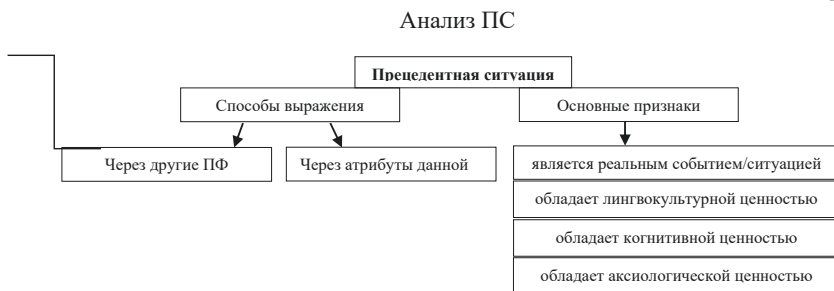 Анализ ПС
Прецедентная ситуация
Способы выражения
Основные признаки
Через другие ПФ
Через атрибуты данной
является реальным событием/ситуацией
обладает лингвокультурной ценностью
обладает когнитивной ценностью
обладает аксиологической ценностью